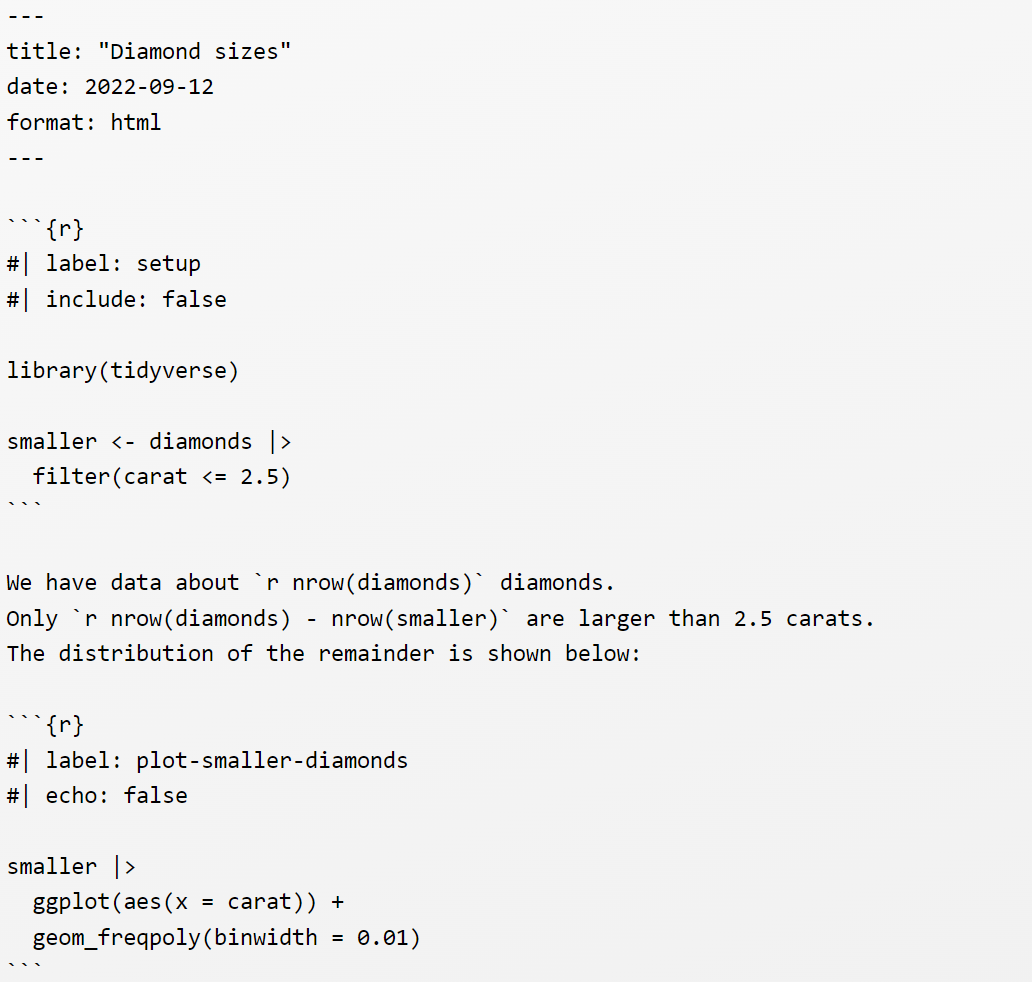 ---
title: "Diamond sizes"
date: 2022-09-12
format: html
---
```{r}
#| label: setup
#| include: false
library(tidyverse)
smaller <- diamonds |>
  filter(carat <= 2.5)
```
We have data about `r nrow(diamonds)` diamonds.
Only `r nrow(diamonds) - nrow(smaller)` are larger than 2.5 carats.
The distribution of the remainder is shown below:
```{r}
#| label: plot-smaller-diamonds
#| echo: false
smaller |>
  ggplot(aes(x = carat)) +
  geom_freqpoly(binwidth = 0.01)
```